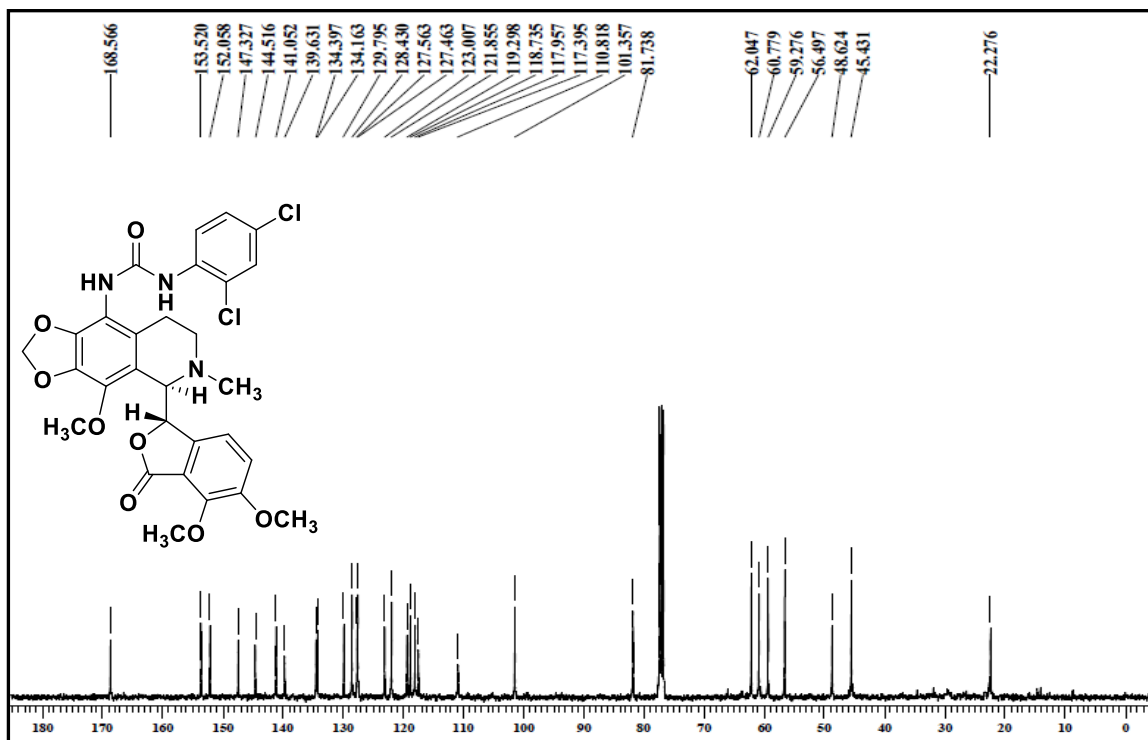 168.566
153.520
152.058
147.327
144.516
141.052
139.631
134.397
134.163
129.795
128.430
127.563
127.463
123.007
121.855
119.298
118.735
117.957
117.395
110.818
101.357
81.738
62.047
60.779
59.276
56.497
48.624
45.431
22.276
Cl
O
HN
N
H
Cl
O
O
N
H
CH3
H3CO
H
O
O
H3CO
OCH3
180 170 160 150 140 130 120 110 100 90 80 70 60 50 40 30 20 10 0